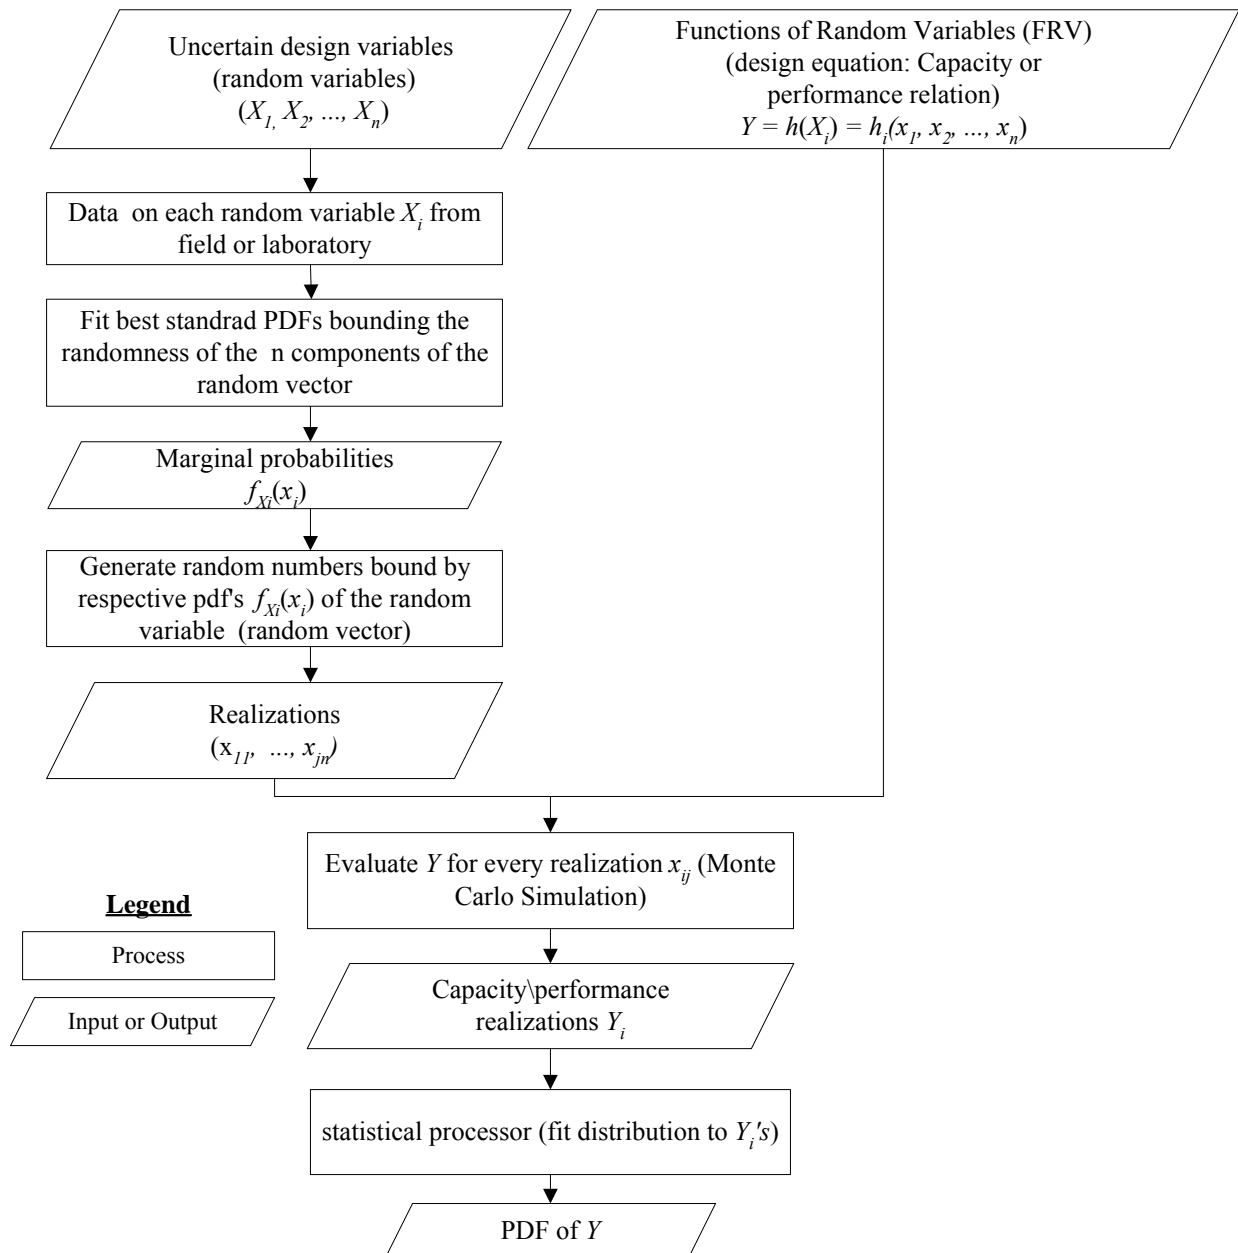 Uncertain design variables
(random variables)
(X1, X2, ..., Xn)
Functions of Random Variables (FRV)
(design equation: Capacity or
performance relation)
Y = h(Xi) = hi(x1, x2, ..., xn)
Data on each random variable Xi from
field or laboratory
Fit best standrad PDFs bounding the
randomness of the n components of the
random vector
Marginal probabilities
fXi(xi)
Generate random numbers bound by
respective pdf's fXi(xi) of the random
variable (random vector)
Realizations
(x11, ..., xjn)
Evaluate Y for every realization xij (Monte
Carlo Simulation)
Legend
Process
Input or Output
Capacity\performance
realizations Yi
statistical processor (fit distribution to Yi's)
PDF of Y